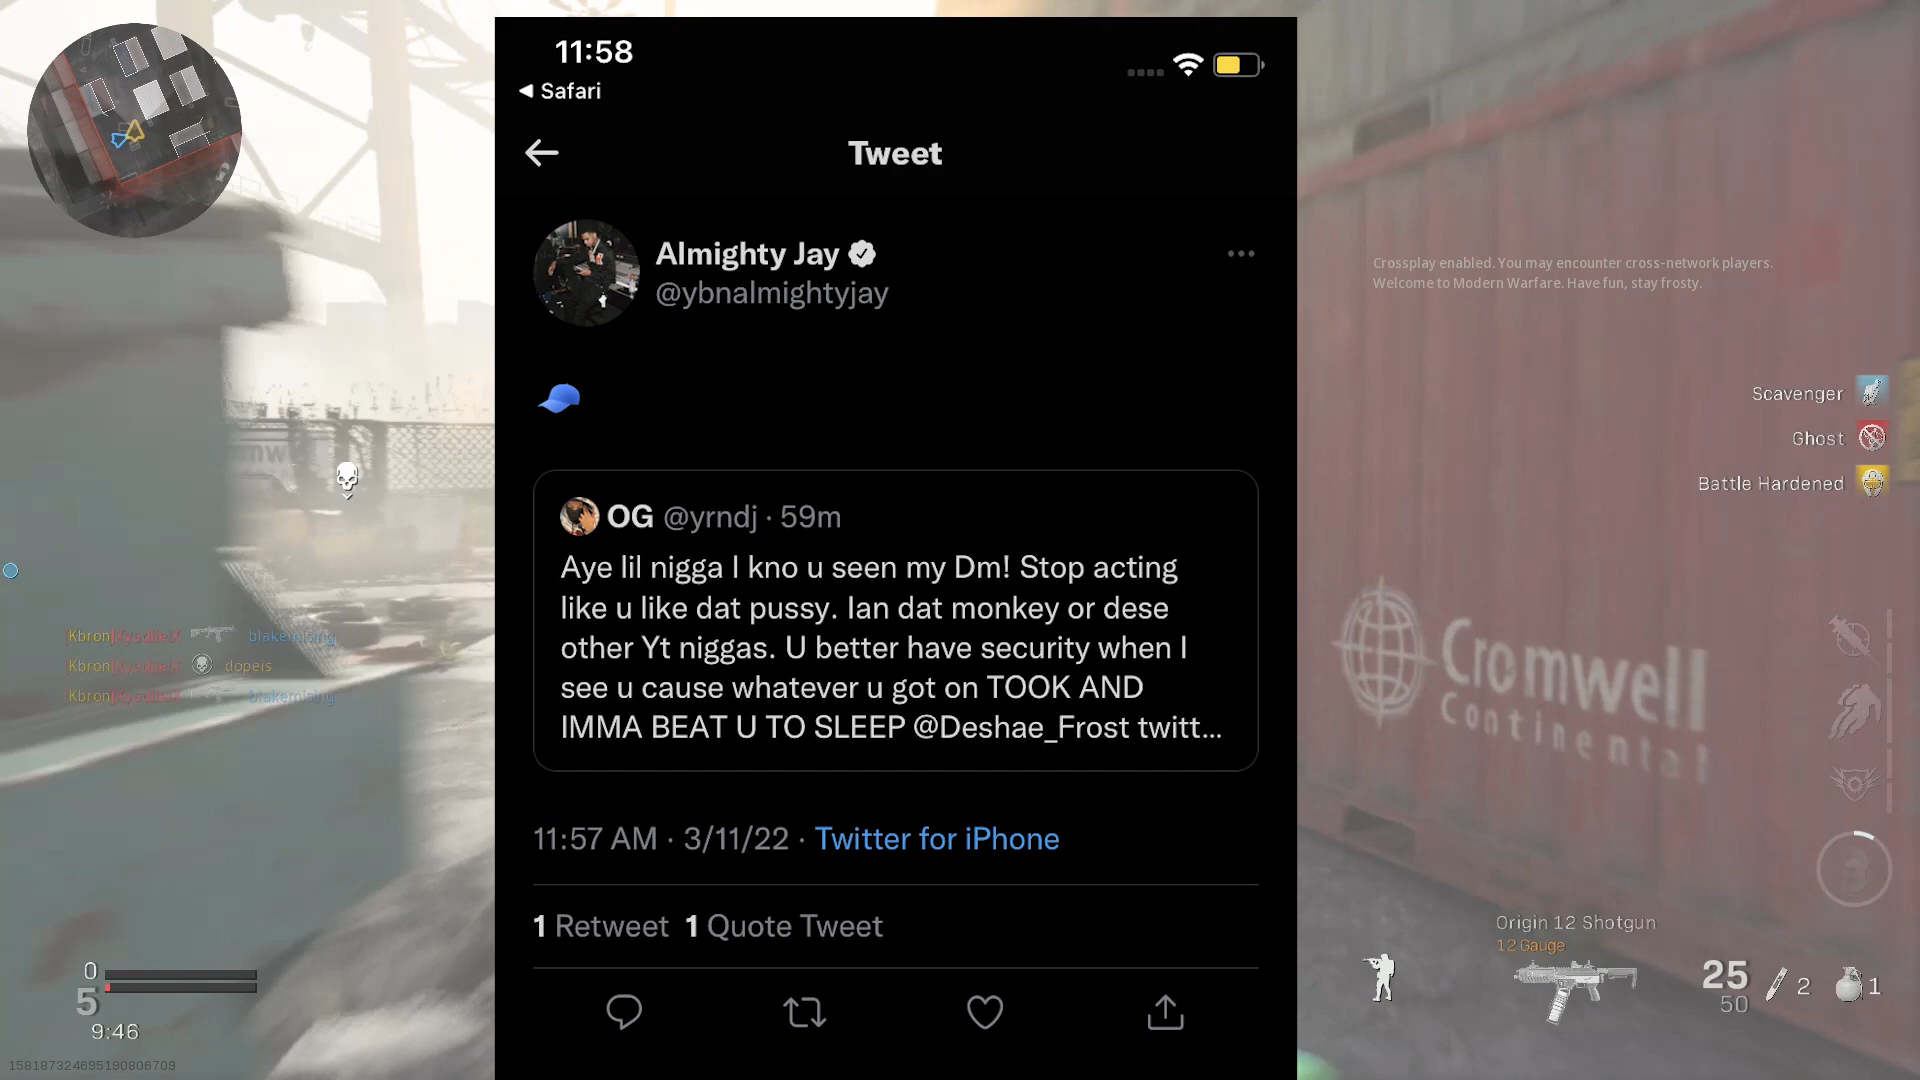 11:58
Safari
Tweet
Almighty Jay
@ybnalmightyjay
OG @yrndj · 59m
Aye lil nigga I kno u seen my Dm! Stop acting
like u like dat pussy. Ian dat monkey or dese
other Yt niggas. U better have security when I
see u cause whatever u got on TOOK AND
IMMA BEAT U TO SLEEP @Deshae_Frost twitt...
11:57 AM · 3/11/22 · Twitter for iPhone
1 Retweet 1 Quote Tweet
Crossplay enabled. You may encounter cross-network players.
Welcome to Modern Warfare. Have fun, stay frosty.
Scavenger
Ghost
Battle Hardened
Cromwell
Continental
dopeis
0
5
9:46
158187324695190806709
Origin 12 Shotgun
12 Gauge
25
50
2
1